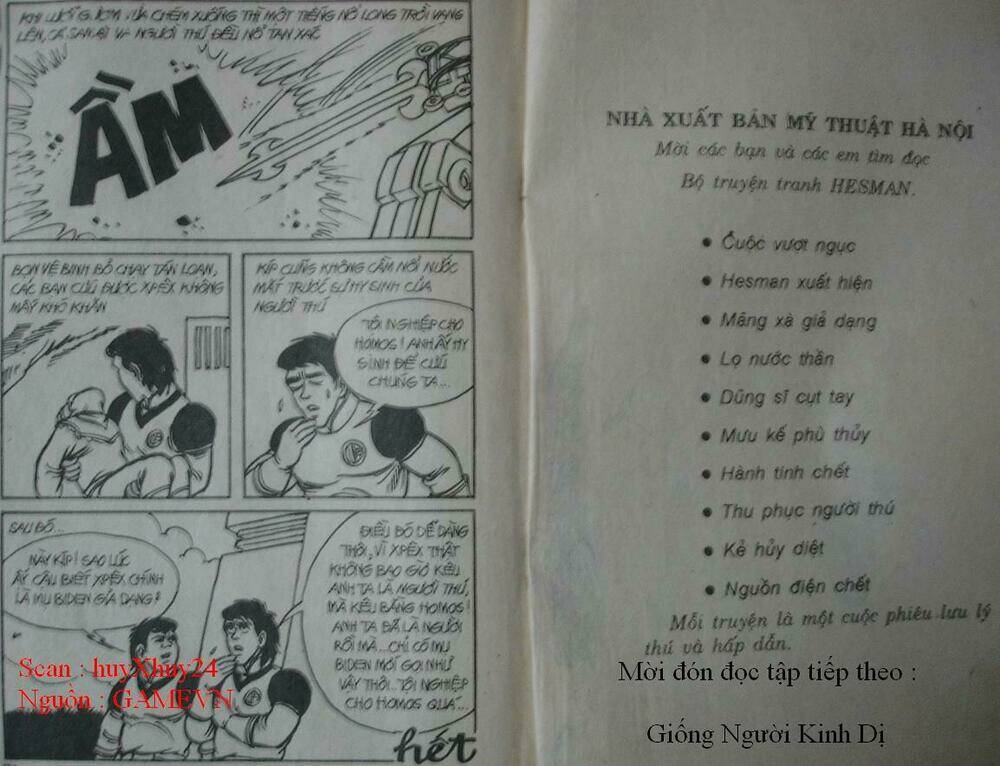 KHI LƯỠI GƯƠM VỪA CHÉM XUỐNG THÌ MỘT TIẾNG NỔ LONG TRỜI VANG
LÊN, CẢ SAMAI VÀ NGƯỜI THÚ ĐỀU NỔ TAN XÁC
ẦM
BỌN VỆ BINH BỎ CHẠY TÁN LOẠN,
CÁC BẠN CỨU ĐƯỢC XPÊX KHÔNG
MẤY KHÓ KHĂN
KÍP CŨNG KHÔNG CẦM NỔI NƯỚC
MẮT TRƯỚC SỰ HY SINH CỦA
NGƯỜI THÚ
TỘI NGHIỆP CHO
HOMOS! ANH ẤY HY
SINH ĐỂ CỨU
CHÚNG TA...
SAU ĐÓ...
NÀY KÍP! SAO LÚC
ẤY CẬU BIẾT XPÊX CHÍNH
LÀ MU BIDEN GIẢ DẠNG?
ĐIỀU ĐÓ DỄ DÀNG
THÔI, VÌ XPÊX THẬT
KHÔNG BAO GIỜ KÊU
ANH TA LÀ NGƯỜI THÚ,
MÀ KÊU BẰNG HOMOS!
ANH TA ĐÃ LÀ NGƯỜI
RỒI MÀ... CHỈ CÓ MU
BIDEN MỚI GỌI NHƯ
VẬY THÔI. TỘI NGHIỆP
CHO HOMOS QUÁ...
hết
Scan : huyXhuy24
Nguồn : GAMEVN
NHÀ XUẤT BẢN MỸ THUẬT HÀ NỘI
Mời các bạn và các em tìm đọc
Bộ truyện tranh HESMAN.
• Cuộc vượt ngục
• Hesman xuất hiện
• Mãng xà giả dạng
• Lọ nước thần
• Dũng sĩ cụt tay
• Mưu kế phù thủy
• Hành tinh chết
• Thu phục người thú
• Kẻ hủy diệt
• Nguồn điện chết
Mỗi truyện là một cuộc phiêu lưu lý
thú và hấp dẫn.
Mời đón đọc tập tiếp theo :
Giống Người Kinh Dị